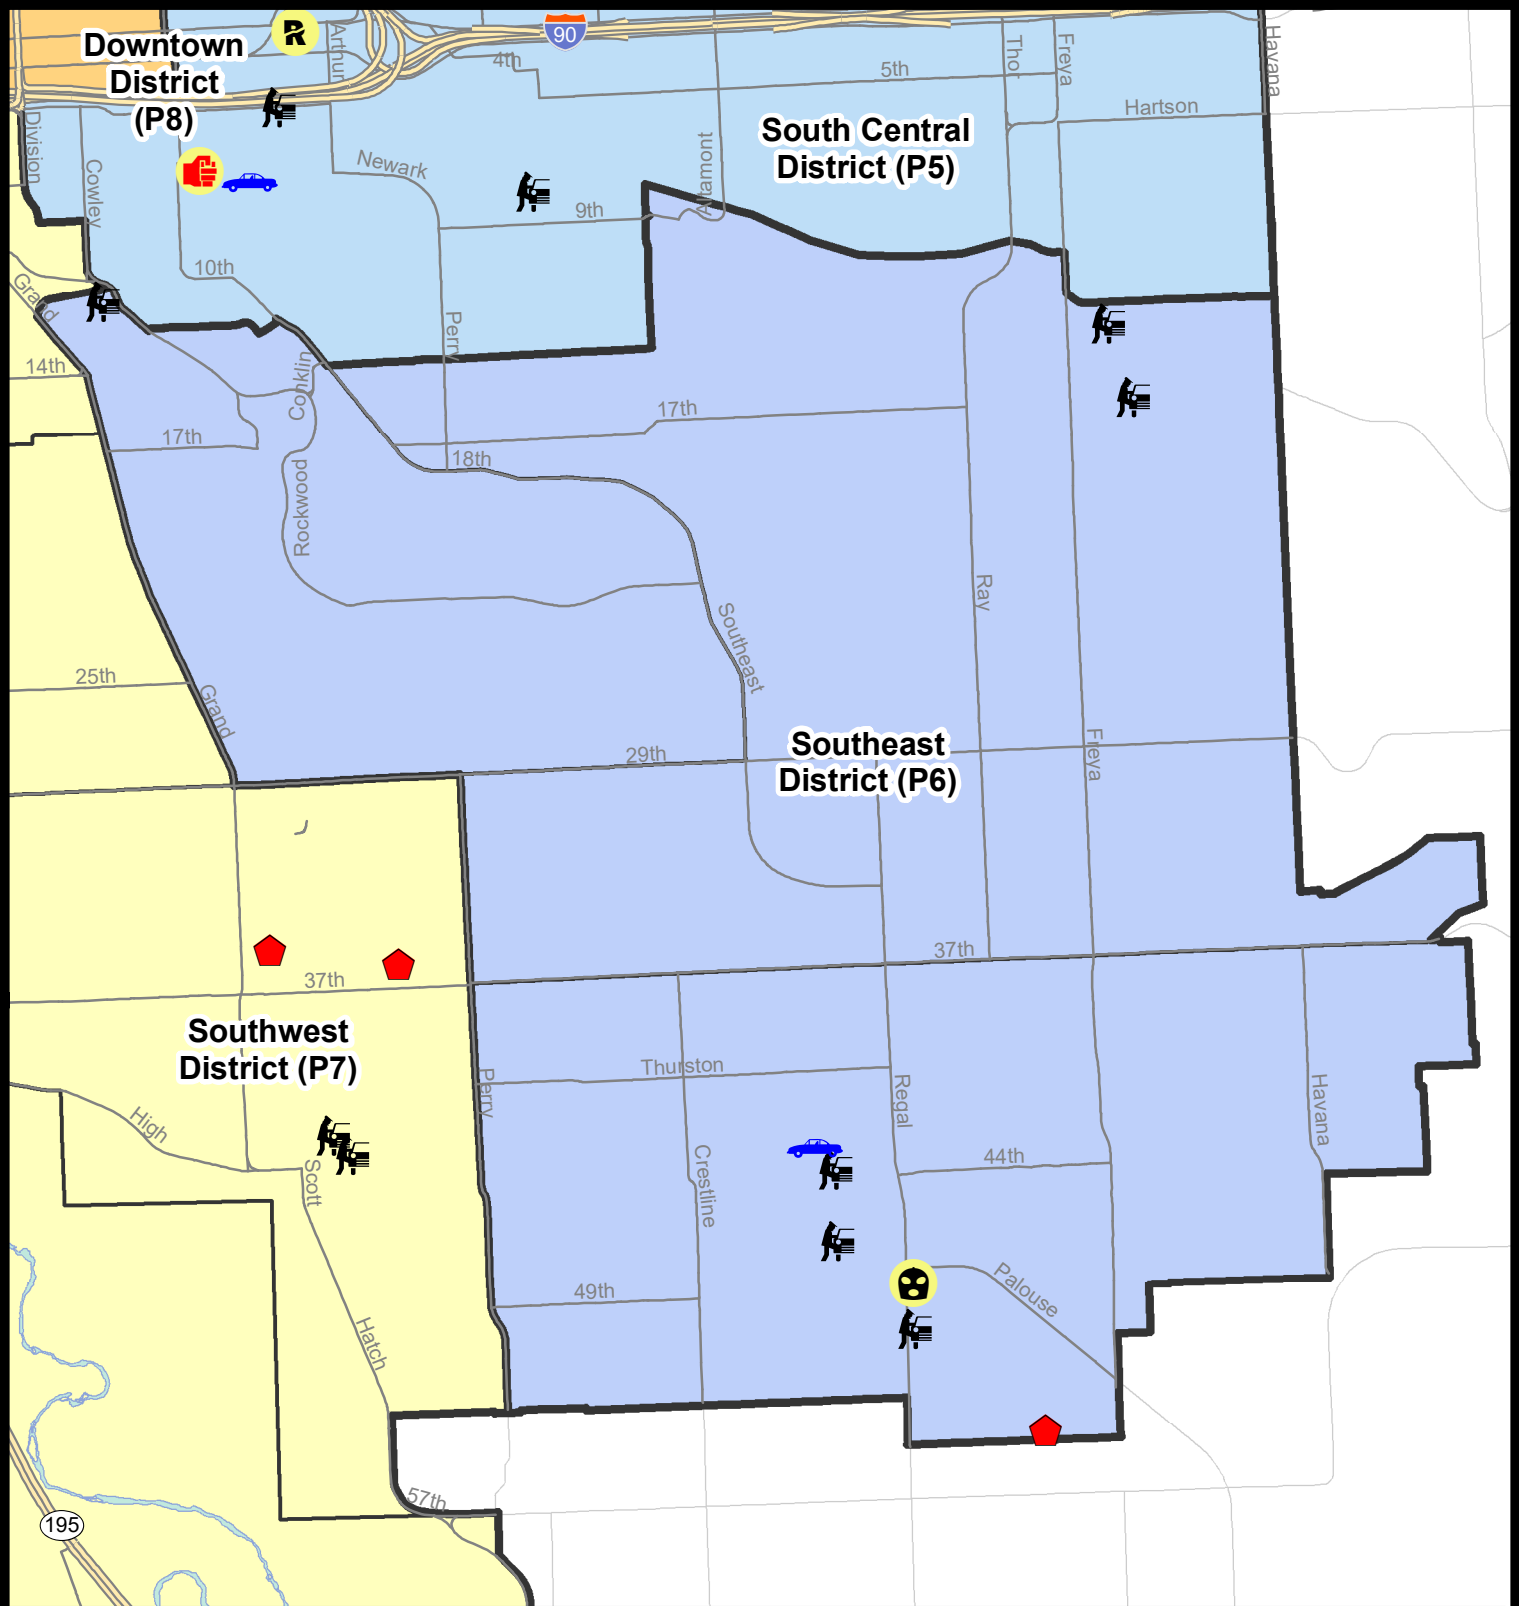 90
R
Downtown
District
(P8)
Arthur
4th
5th
Thor
Freya
Havana
Hartson
South Central
District (P5)
Division
Cowley
Newark
Altamont
9th
10th
Grand
Perry
14th
Conklin
17th
17th
18th
Rockwood
Ray
Southeast
25th
Grand
29th
Southeast
District (P6)
Freya
37th
37th
Southwest
District (P7)
Thurston
Perry
Regal
Havana
High
Scott
Crestline
44th
49th
Palouse
Hatch
57th
195